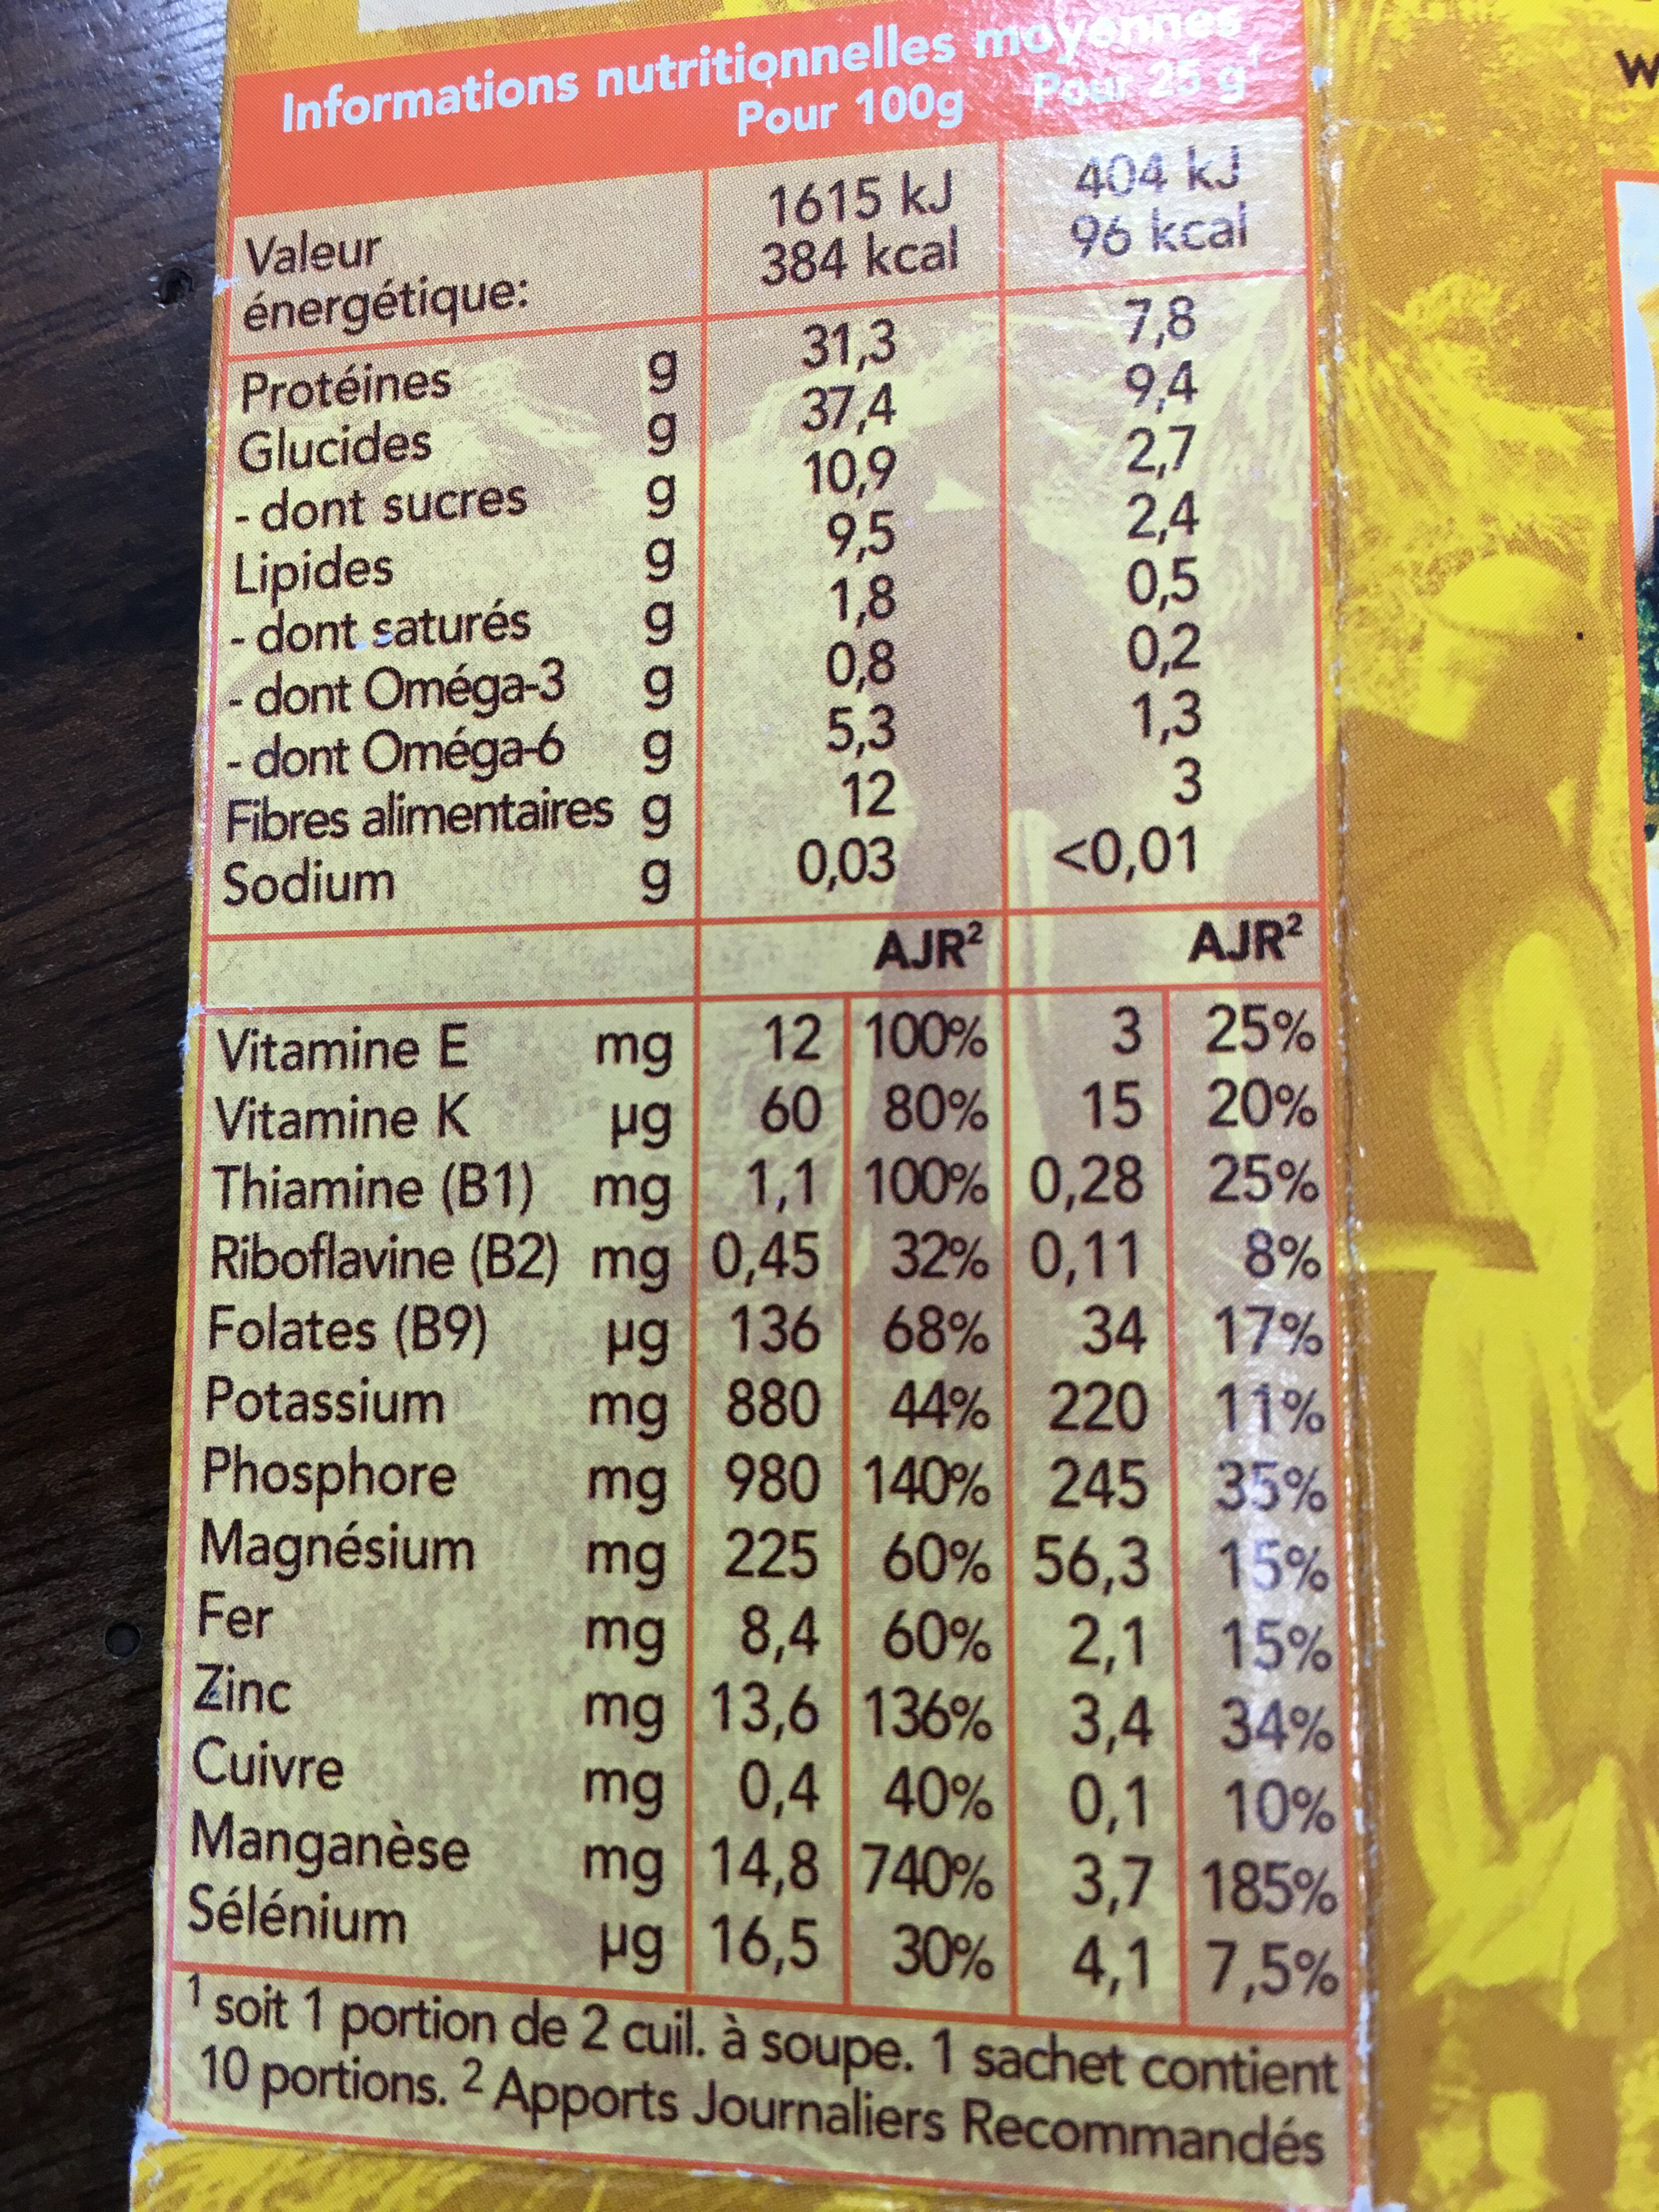 Informations nutritionnelles moyennes
Pour 100g Pour 25 g¹
Valeur énergétique: 1615 kJ 404 kJ
384 kcal 96 kcal
Protéines g 31,3 7,8
Glucides g 37,4 9,4
- dont sucres g 10,9 2,7
Lipides g 9,5 2,4
- dont saturés g 1,8 0,5
- dont Oméga-3 g 0,8 0,2
- dont Oméga-6 g 5,3 1,3
Fibres alimentaires g 12 3
Sodium g 0,03 <0,01
AJR² AJR²
Vitamine E mg 12 100% 3 25%
Vitamine K µg 60 80% 15 20%
Thiamine (B1) mg 1,1 100% 0,28 25%
Riboflavine (B2) mg 0,45 32% 0,11 8%
Folates (B9) µg 136 68% 34 17%
Potassium mg 880 44% 220 11%
Phosphore mg 980 140% 245 35%
Magnésium mg 225 60% 56,3 15%
Fer mg 8,4 60% 2,1 15%
Zinc mg 13,6 136% 3,4 34%
Cuivre mg 0,4 40% 0,1 10%
Manganèse mg 14,8 740% 3,7 185%
Sélénium µg 16,5 30% 4,1 7,5%
¹ soit 1 portion de 2 cuil. à soupe. 1 sachet contient
10 portions. ² Apports Journaliers Recommandés